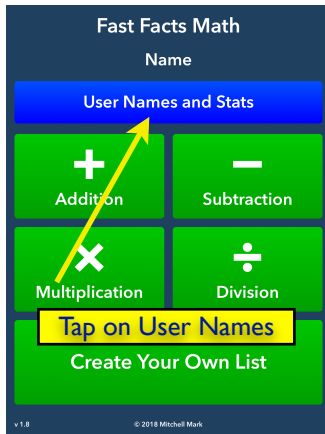 Fast Facts Math
Name
User Names and Stats
+ −
Addition Subtraction
× ÷
Multiplication Division
Tap on User Names
Create Your Own List
v 1.8 © 2018 Mitchell Mark